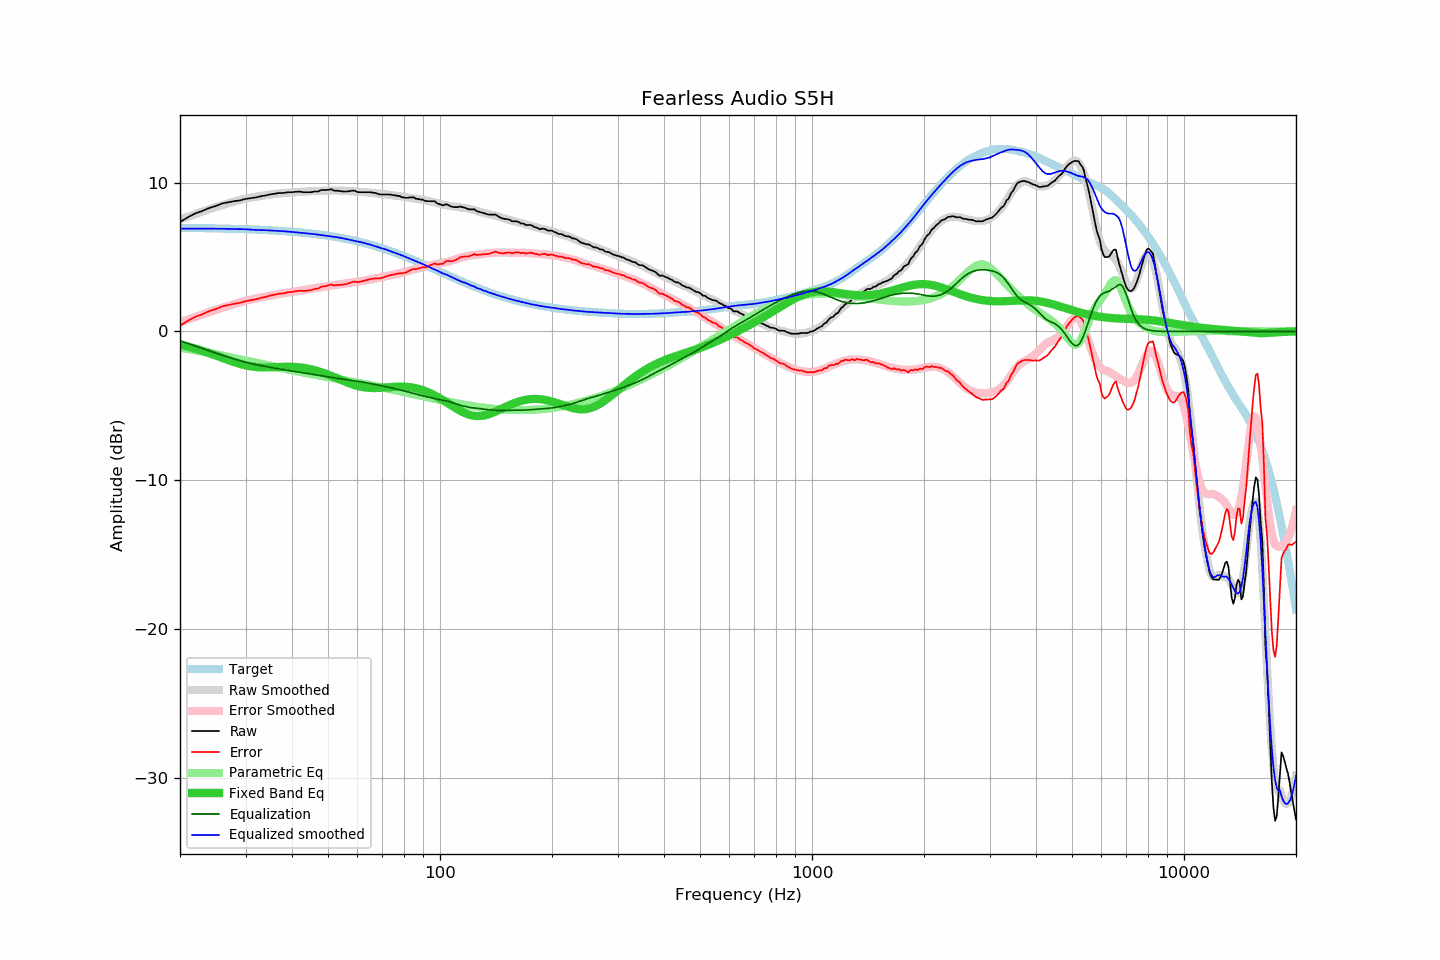 Fearless Audio S5H
10
0
−10
−20
−30
Amplitude (dBr)
Target
Raw Smoothed
Error Smoothed
Raw
Error
Parametric Eq
Fixed Band Eq
Equalization
Equalized smoothed
100 1000 10000
Frequency (Hz)